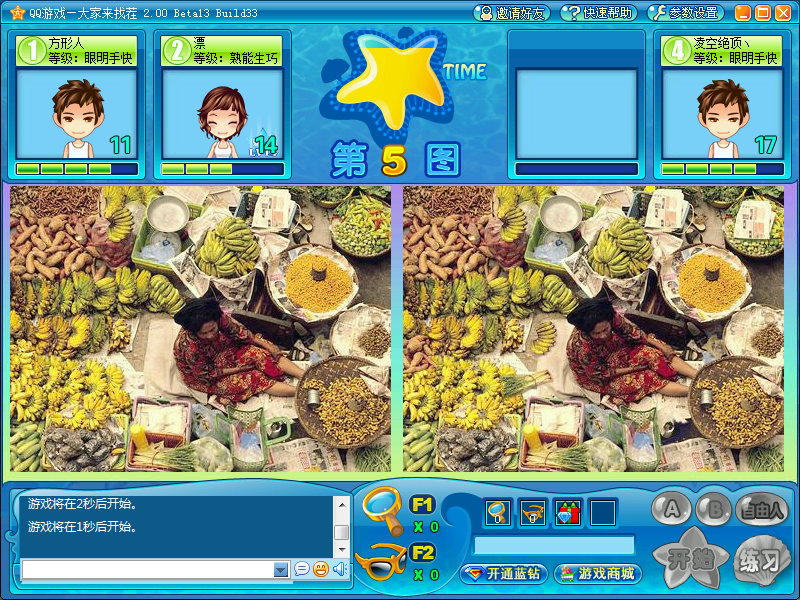 QQ游戏-大家来找茬 2.00 Beta13 Build33
邀请好友
快速帮助
参数设置
1
方形人
等级：眼明手快
11
2
漂
等级：熟能生巧
14
TIME
第 5 图
4
凌空绝顶丶
等级：眼明手快
17
游戏将在2秒后开始。
游戏将在1秒后开始。
F1
X 0
F2
X 0
0
0
开通蓝钻
游戏商城
A
B
自由人
开始
练习